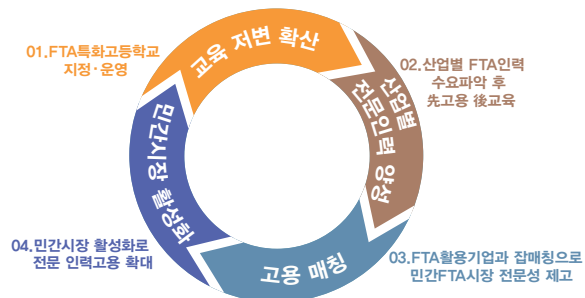 교육 저변 확산
01.FTA특화고등학교
지정·운영
산업별
전문인력 양성
02.산업별 FTA인력
수요파악 후
先고용 後교육
고용 매칭
03.FTA활용기업과 잡매칭으로
민간FTA시장 전문성 제고
민간시장 활성화
04.민간시장 활성화로
전문 인력고용 확대